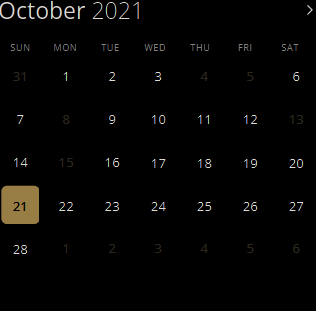 October 2021
SUN MON TUE WED THU FRI SAT
31 1 2 3 4 5 6
7 8 9 10 11 12 13
14 15 16 17 18 19 20
21 22 23 24 25 26 27
28 1 2 3 4 5 6